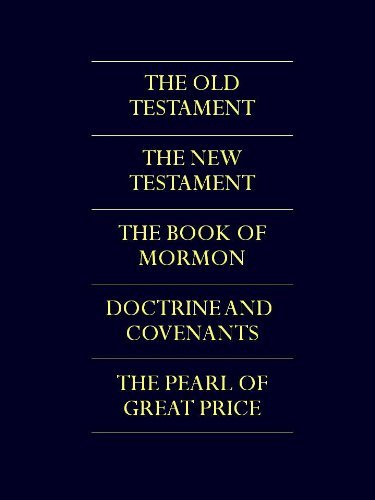 THE OLD
TESTAMENT
THE NEW
TESTAMENT
THE BOOK OF
MORMON
DOCTRINE AND
COVENANTS
THE PEARL OF
GREAT PRICE